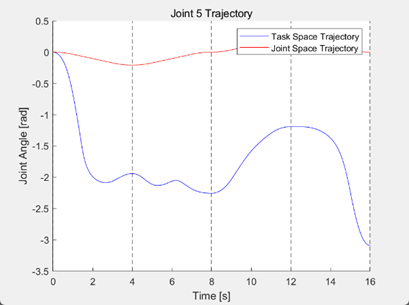 Joint 5 Trajectory
0.5
0
-0.5
-1
-1.5
-2
-2.5
-3
-3.5
Joint Angle [rad]
Task Space Trajectory
Joint Space Trajectory
0 2 4 6 8 10 12 14 16
Time [s]